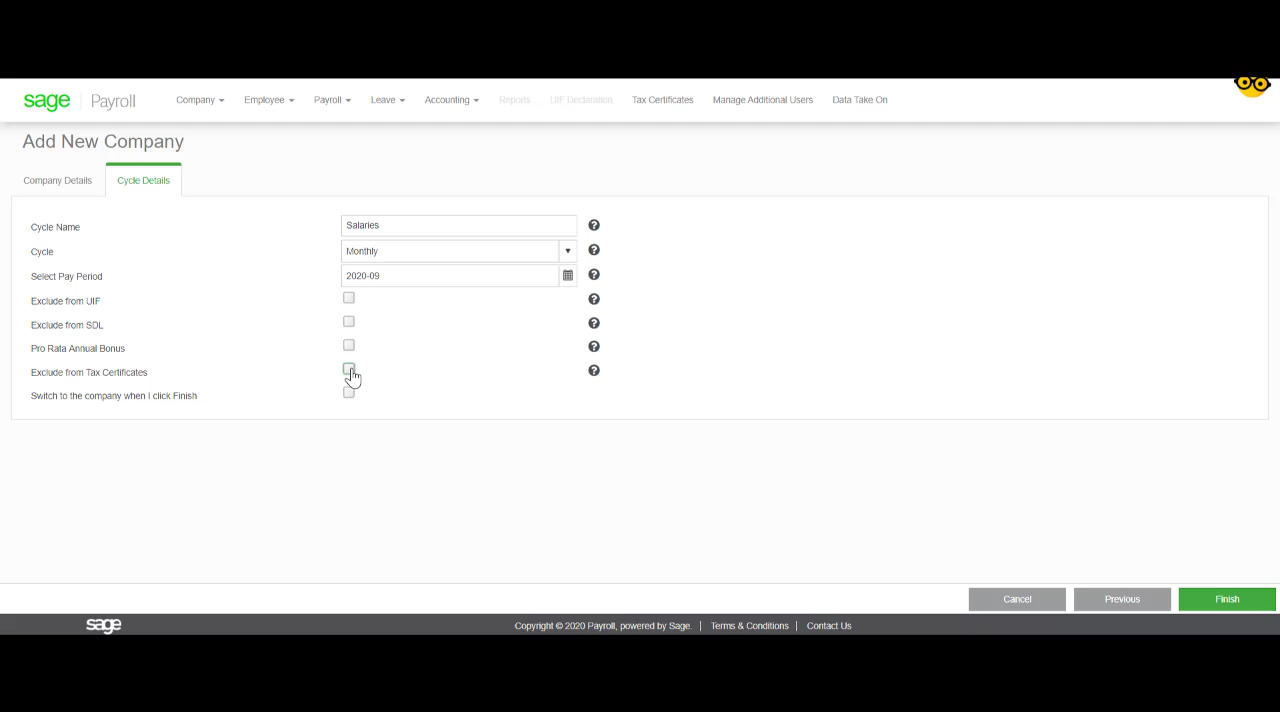 sage Payroll Company Employee Payroll Leave Accounting Reports UIF Declaration Tax Certificates Manage Additional Users Data Take On
Add New Company
Company Details Cycle Details
Cycle Name Salaries
Cycle Monthly
Select Pay Period 2020-09
Exclude from UIF
Exclude from SDL
Pro Rata Annual Bonus
Exclude from Tax Certificates
Switch to the company when I click Finish
Cancel Previous Finish
sage Copyright © 2020 Payroll, powered by Sage. | Terms & Conditions | Contact Us